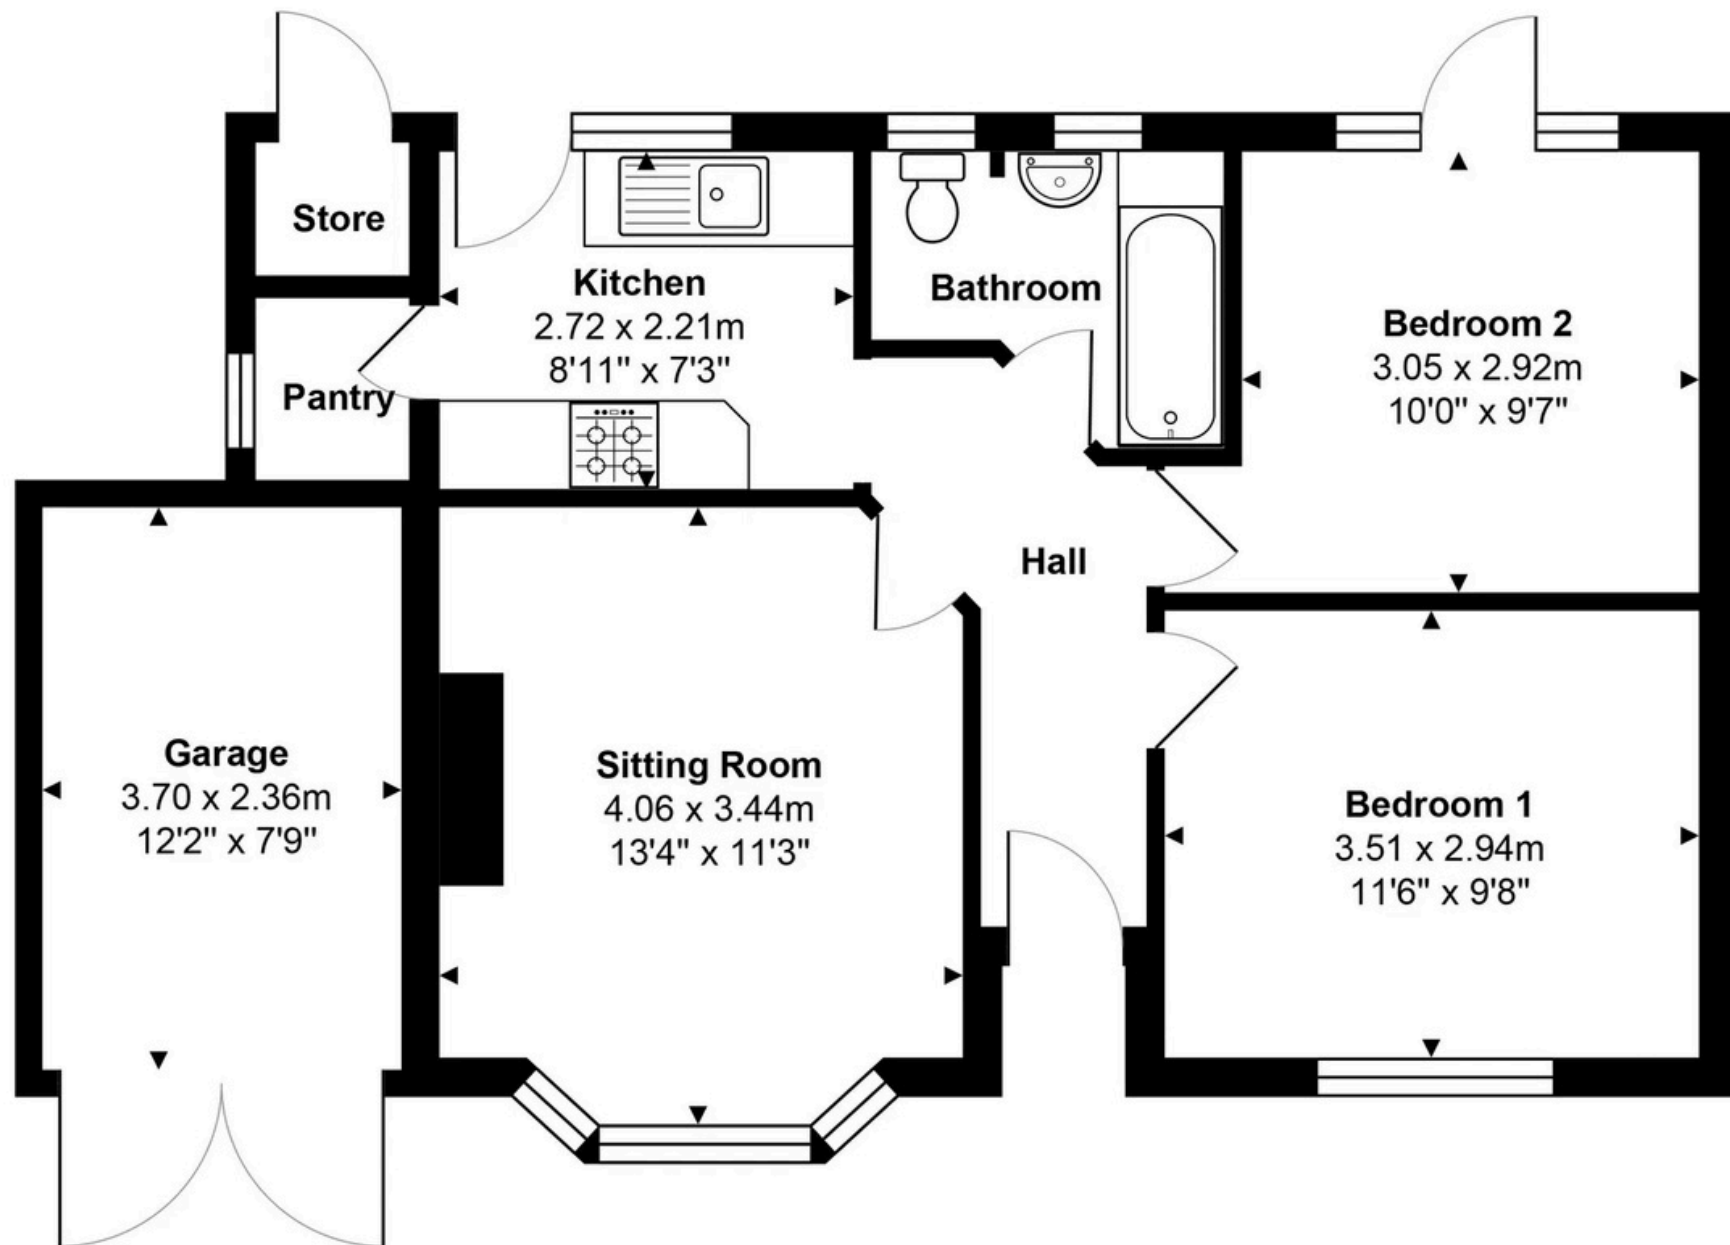 Store
Kitchen
2.72 x 2.21m
8'11" x 7'3"
Pantry
Bathroom
Bedroom 2
3.05 x 2.92m
10'0" x 9'7"
Hall
Garage
3.70 x 2.36m
12'2" x 7'9"
Sitting Room
4.06 x 3.44m
13'4" x 11'3"
Bedroom 1
3.51 x 2.94m
11'6" x 9'8"